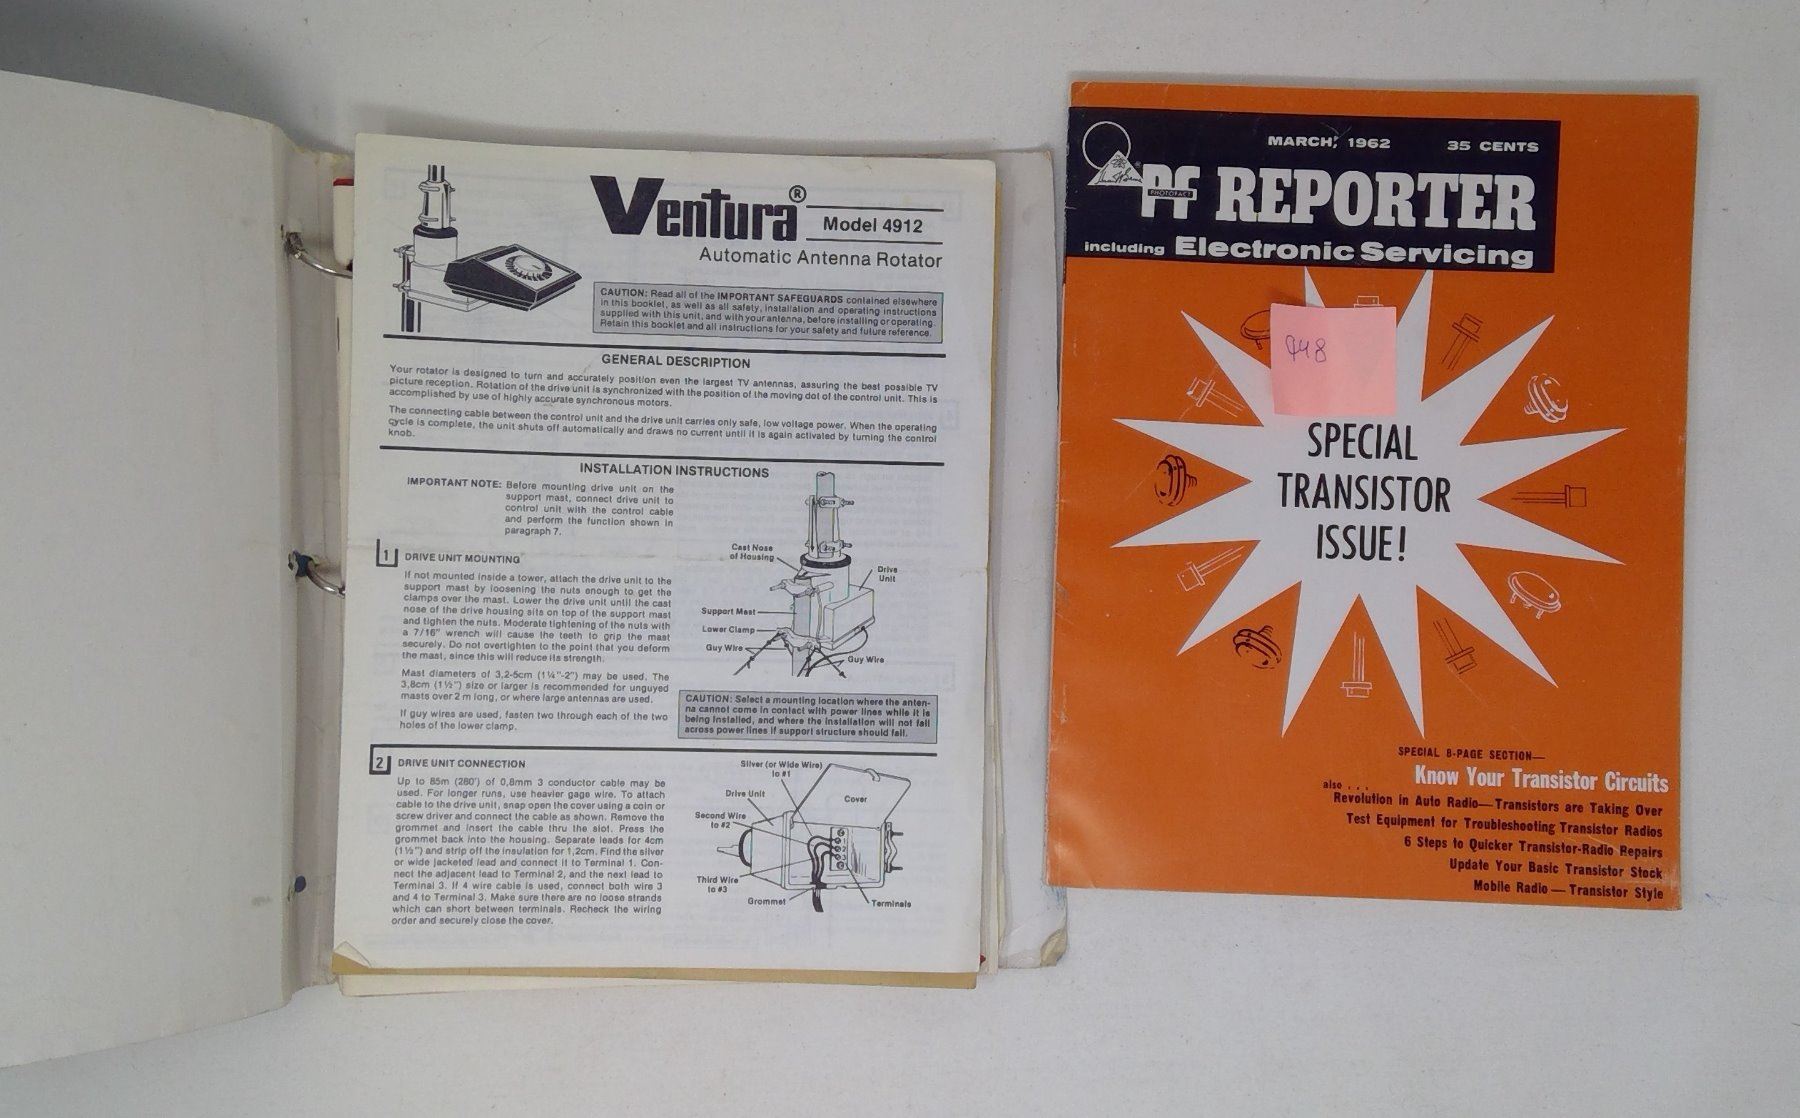 Ventura®
Model 4912
Automatic Antenna Rotator
CAUTION: Read all of the IMPORTANT SAFEGUARDS contained elsewhere
in this booklet, as well as all safety, installation and operating instructions
supplied with this unit, and with your antenna, before installing or operating.
Retain this booklet and all instructions for your safety and future reference.
GENERAL DESCRIPTION
Your rotator is designed to turn and accurately position even the largest TV antennas, assuring the best possible TV
picture reception. Rotation of the drive unit is synchronized with the position of the moving dot of the control unit. This is
accomplished by use of highly accurate synchronous motors.
The connecting cable between the control unit and the drive unit carries only safe, low voltage power. When the operating
cycle is complete, the unit shuts off automatically and draws no current until it is again activated by turning the control
knob.
INSTALLATION INSTRUCTIONS
IMPORTANT NOTE: Before mounting drive unit on the
support mast, connect drive unit to
control unit with the control cable
and perform the function shown in
paragraph 7.
1 DRIVE UNIT MOUNTING
If not mounted inside a tower, attach the drive unit to the
support mast by loosening the nuts enough to get the
clamps over the mast. Lower the drive unit until the cast
nose of the drive housing sits on top of the support mast
and tighten the nuts. Moderate tightening of the nuts with
a 7/16" wrench will cause the teeth to grip the mast
securely. Do not overtighten to the point that you deform
the mast, since this will reduce its strength.
Mast diameters of 3,2-5cm (1¼"-2") may be used. The
3,8cm (1½") size or larger is recommended for unguyed
masts over 2 m long, or where large antennas are used.
If guy wires are used, fasten two through each of the two
holes of the lower clamp.
Cast Nose
of Housing
Drive
Unit
Support Mast
Lower Clamp
Guy Wire
Guy Wire
CAUTION: Select a mounting location where the anten-
na cannot come in contact with power lines while it is
being installed, and where the installation will not fall
across power lines if support structure should fail.
2 DRIVE UNIT CONNECTION
Up to 85m (280') of 0,8mm 3 conductor cable may be
used. For longer runs, use heavier gage wire. To attach
cable to the drive unit, snap open the cover using a coin or
screw driver and connect the cable as shown. Remove the
grommet and insert the cable thru the slot. Press the
grommet back into the housing. Separate leads for 4cm
(1½") and strip off the insulation for 1,2cm. Find the silver
or wide jacketed lead and connect it to Terminal 1. Con-
nect the adjacent lead to Terminal 2, and the next lead to
Terminal 3. If 4 wire cable is used, connect both wire 3
and 4 to Terminal 3. Make sure there are no loose strands
which can short between terminals. Recheck the wiring
order and securely close the cover.
Silver (or Wide Wire)
to #1
Drive Unit
Cover
Second Wire
to #2
Third Wire
to #3
Grommet
Terminals
MARCH, 1962
35 CENTS
PF REPORTER
PHOTOFACT
including Electronic Servicing
948
SPECIAL
TRANSISTOR
ISSUE!
SPECIAL 8-PAGE SECTION—
Know Your Transistor Circuits
also . . .
Revolution in Auto Radio—Transistors are Taking Over
Test Equipment for Troubleshooting Transistor Radios
6 Steps to Quicker Transistor-Radio Repairs
Update Your Basic Transistor Stock
Mobile Radio — Transistor Style